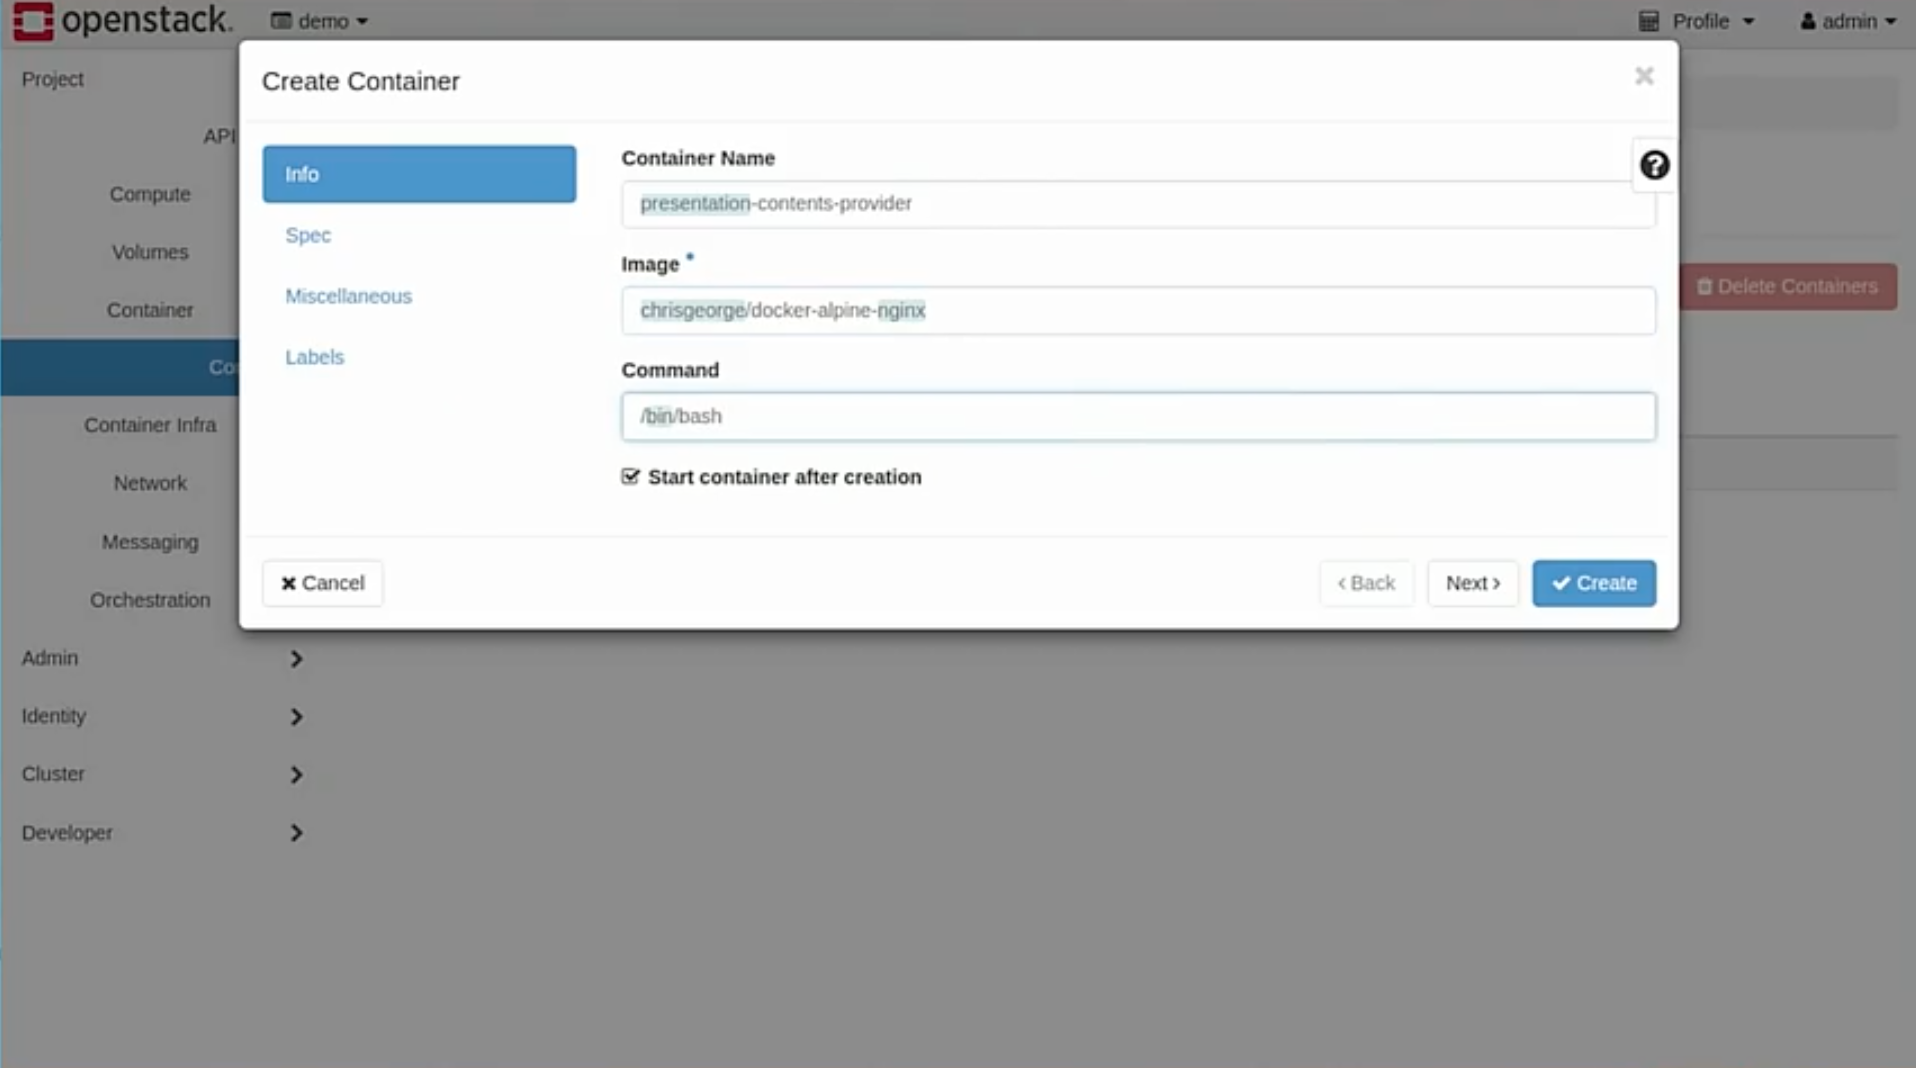 openstack. demo Profile admin
Project
Create Container
API
Info
Container Name
Compute
presentation-contents-provider
Spec
Volumes
Image *
Miscellaneous
Delete Containers
Container
chrisgeorge/docker-alpine-nginx
Labels
Command
/bin/bash
Container Infra
Start container after creation
Network
Messaging
Cancel Back Next Create
Orchestration
Admin
Identity
Cluster
Developer